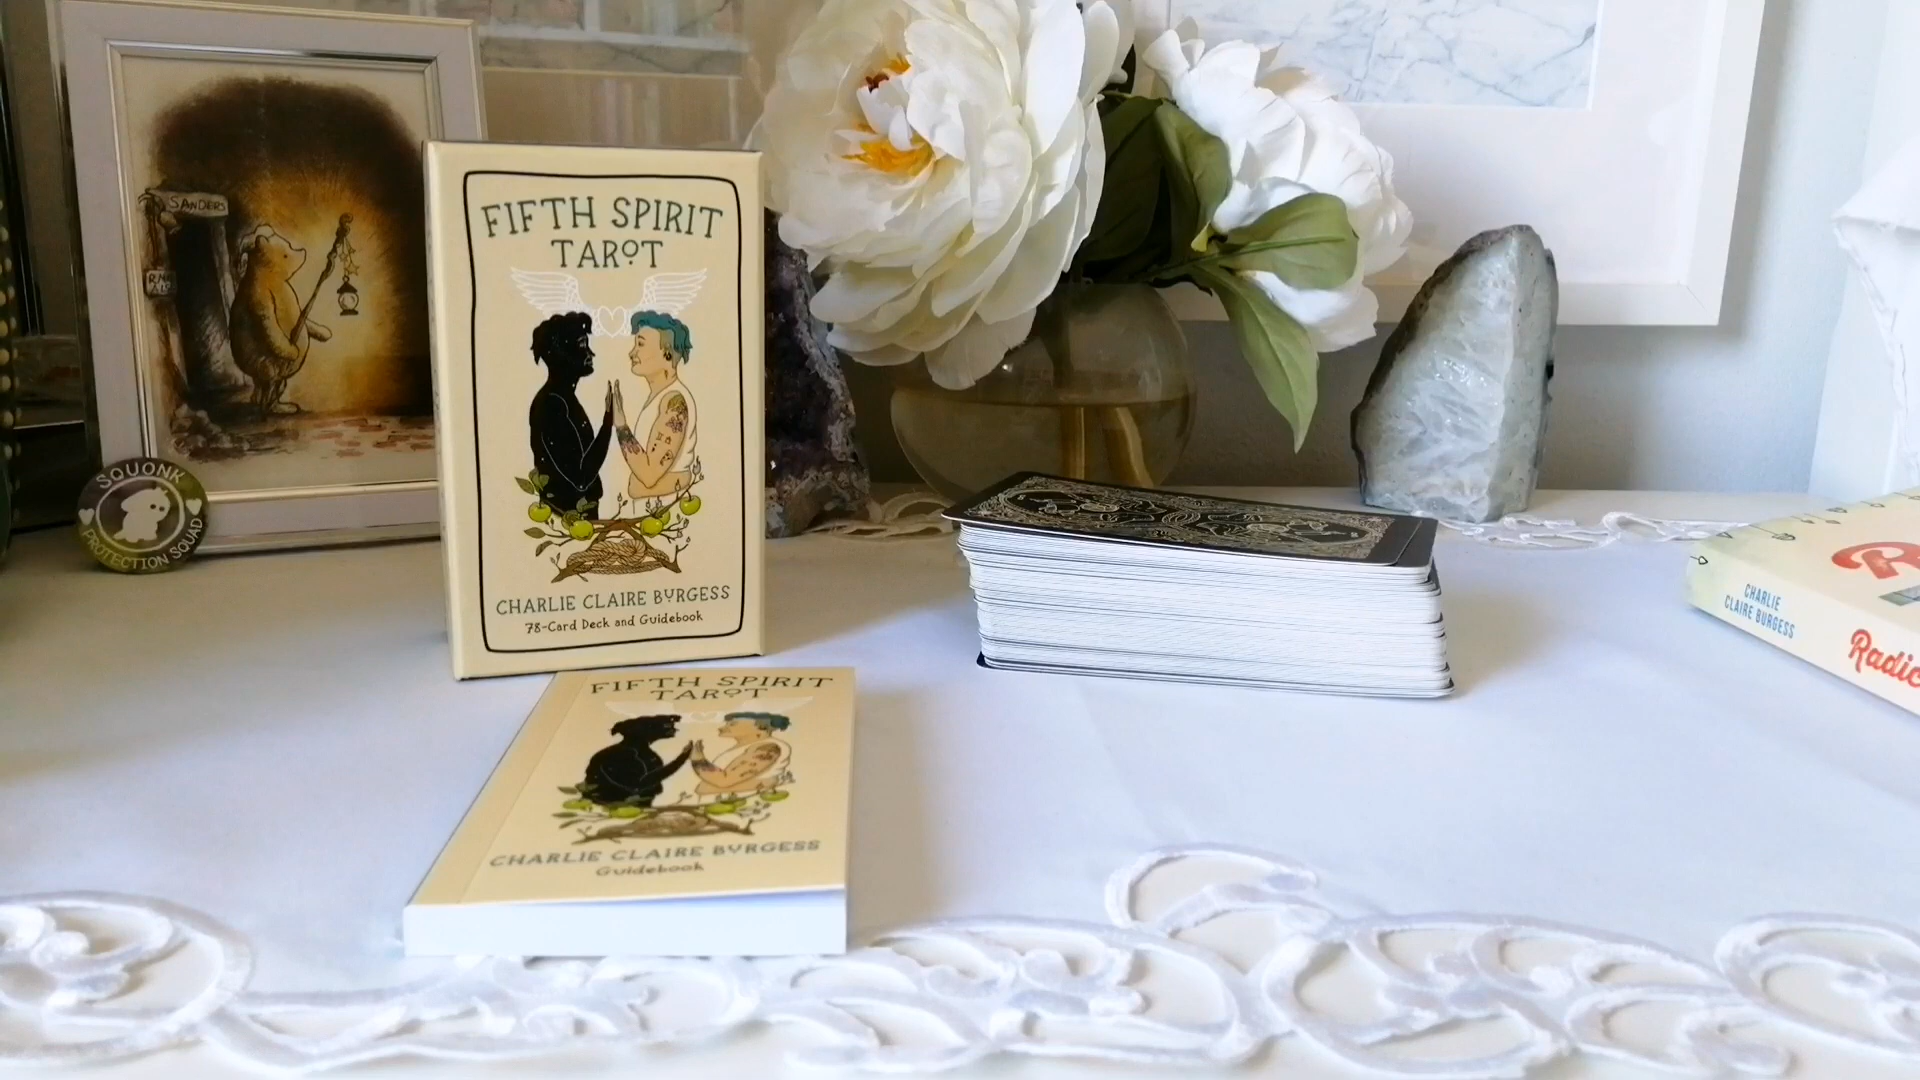 SANDERS
SQUONK
PROTECTION SQUAD
FIFTH SPIRIT
TAROT
CHARLIE CLAIRE BURGESS
78-Card Deck and Guidebook
FIFTH SPIRIT
TAROT
CHARLIE CLAIRE BURGESS
Guidebook
CHARLIE
CLAIRE BURGESS
Radic